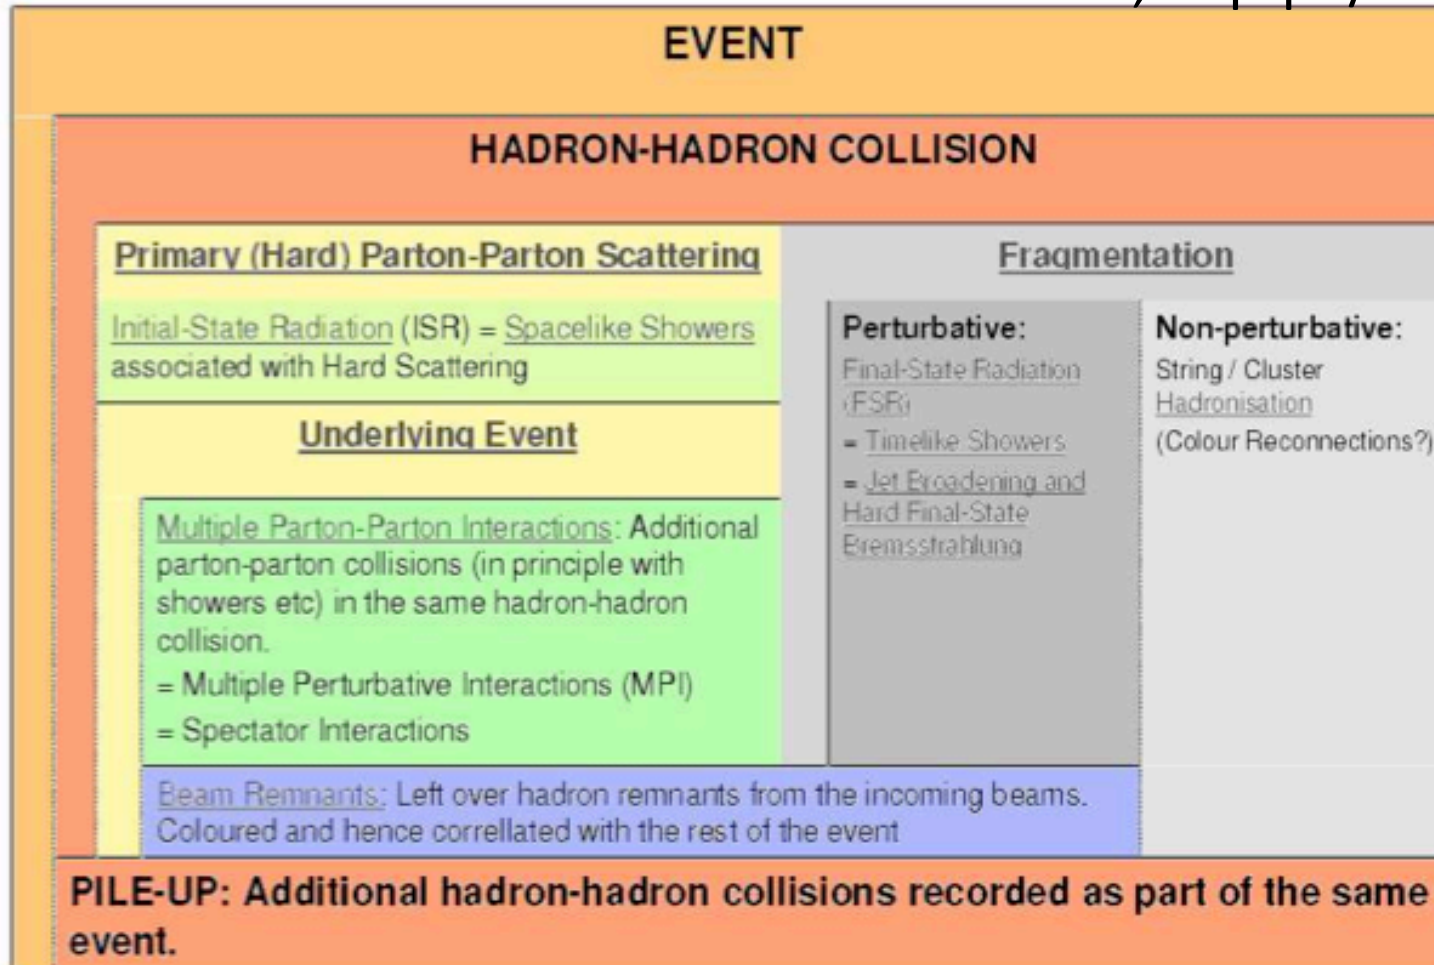 EVENT
HADRON-HADRON COLLISION
Primary (Hard) Parton-Parton Scattering
Initial-State Radiation (ISR) = Spacelike Showers
associated with Hard Scattering
Underlying Event
Multiple Parton-Parton Interactions: Additional
parton-parton collisions (in principle with
showers etc) in the same hadron-hadron
collision.
= Multiple Perturbative Interactions (MPI)
= Spectator Interactions
Fragmentation
Perturbative:
Final-State Radiation
(FSR)
= Timelike Showers
= Jet Broadening and
Hard Final-State
Bremsstrahlung
Non-perturbative:
String / Cluster
Hadronisation
(Colour Reconnections?)
Beam Remnants: Left over hadron remnants from the incoming beams.
Coloured and hence correllated with the rest of the event
PILE-UP: Additional hadron-hadron collisions recorded as part of the same
event.